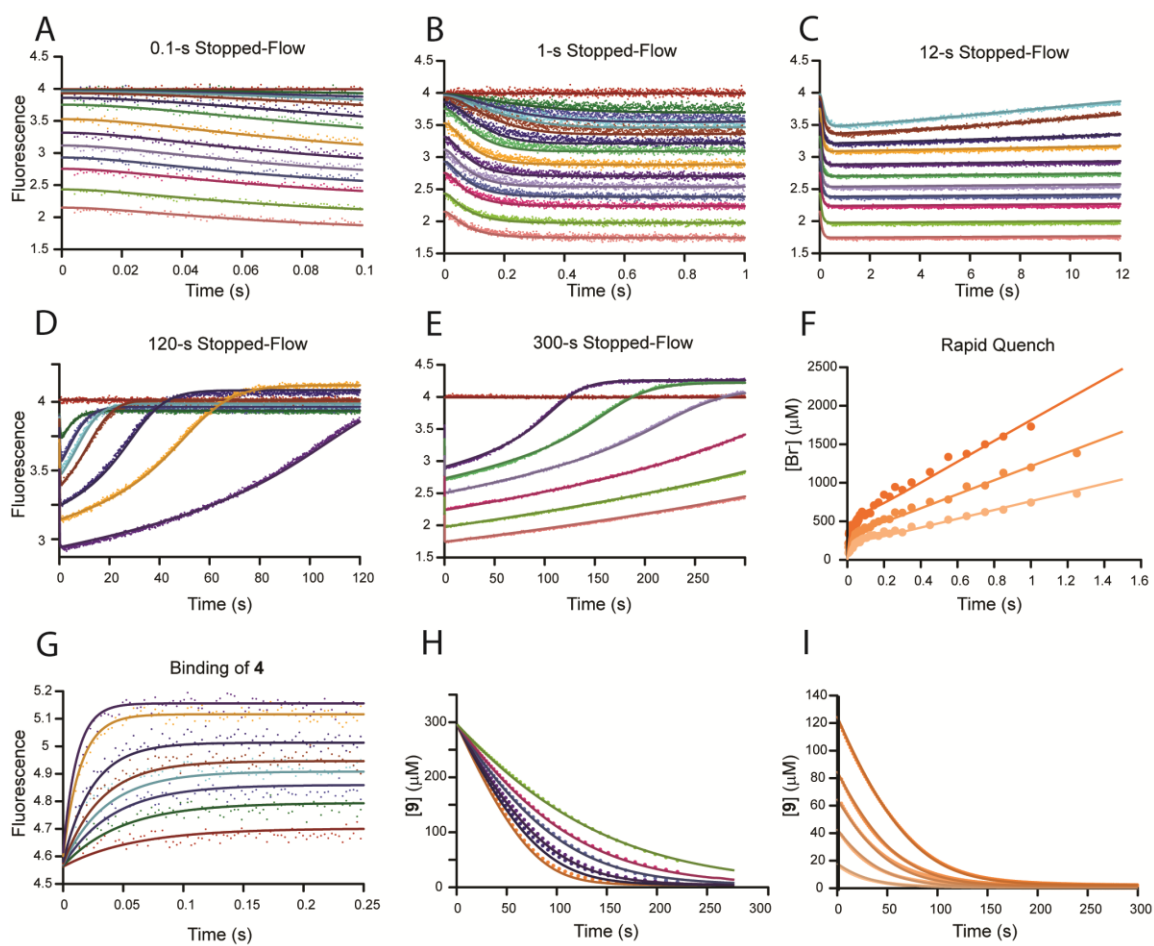 A
0.1-s Stopped-Flow
Fluorescence
4.5
4
3.5
3
2.5
2
1.5
0 0.02 0.04 0.06 0.08 0.1
Time (s)
B
1-s Stopped-Flow
4.5
4
3.5
3
2.5
2
1.5
0 0.2 0.4 0.6 0.8 1
Time (s)
C
12-s Stopped-Flow
4.5
4
3.5
3
2.5
2
1.5
0 2 4 6 8 10 12
Time (s)
D
120-s Stopped-Flow
Fluorescence
4
3.5
3
0 20 40 60 80 100 120
Time (s)
E
300-s Stopped-Flow
4.5
4
3.5
3
2.5
2
1.5
0 50 100 150 200 250
Time (s)
F
Rapid Quench
[Br] (µM)
2500
2000
1500
1000
500
0
0 0.2 0.4 0.6 0.8 1 1.2 1.4 1.6
Time (s)
G
Binding of 4
Fluorescence
5.2
5.1
5
4.9
4.8
4.7
4.6
4.5
0 0.05 0.1 0.15 0.20 0.25
Time (s)
H
[9] (µM)
300
200
100
0
0 50 100 150 200 250 300
Time (s)
I
[9] (µM)
140
120
100
80
60
40
20
0
0 50 100 150 200 250 300
Time (s)